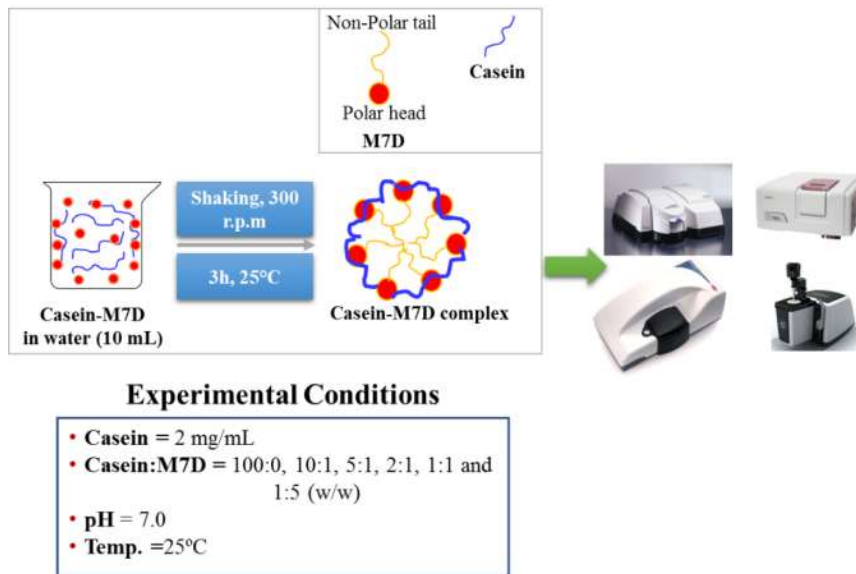 Non-Polar tail
Casein
Polar head
M7D
Shaking, 300
r.p.m
3h, 25°C
Casein-M7D
in water (10 mL)
Casein-M7D complex
Experimental Conditions
• Casein = 2 mg/mL
• Casein:M7D = 100:0, 10:1, 5:1, 2:1, 1:1 and
1:5 (w/w)
• pH = 7.0
• Temp. =25°C